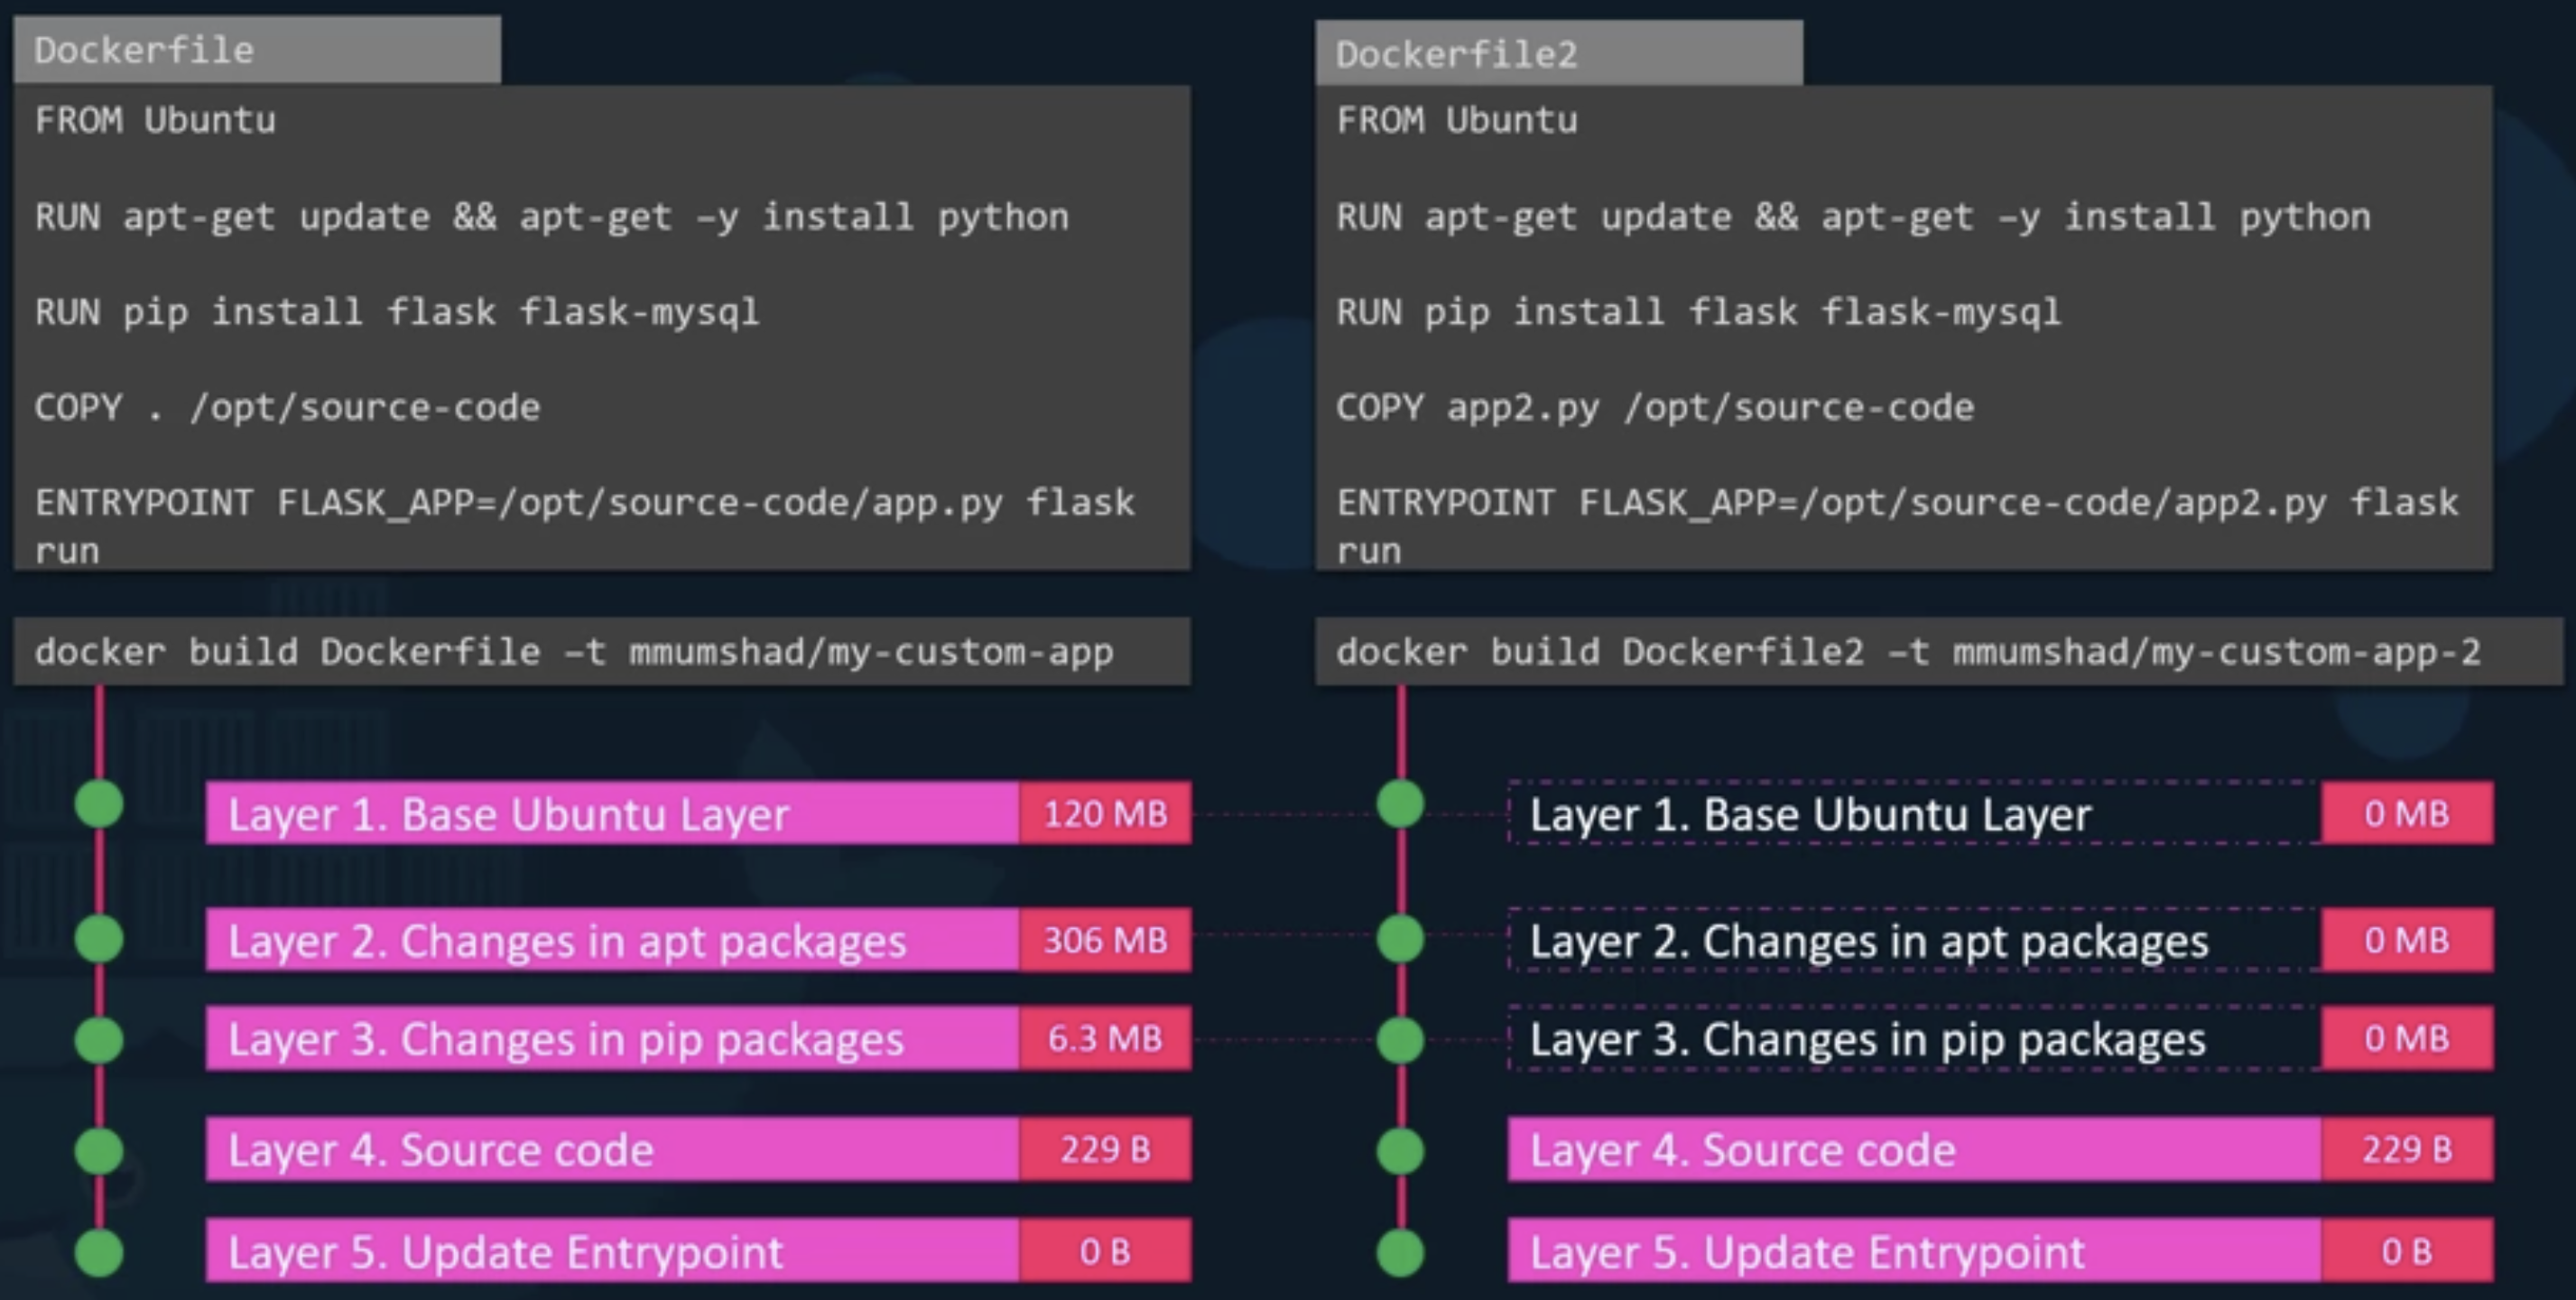 Dockerfile
FROM Ubuntu
RUN apt-get update && apt-get –y install python
RUN pip install flask flask-mysql
COPY . /opt/source-code
ENTRYPOINT FLASK_APP=/opt/source-code/app.py flask
run
docker build Dockerfile –t mmumshad/my-custom-app
Layer 1. Base Ubuntu Layer 120 MB
Layer 2. Changes in apt packages 306 MB
Layer 3. Changes in pip packages 6.3 MB
Layer 4. Source code 229 B
Layer 5. Update Entrypoint 0 B
Dockerfile2
FROM Ubuntu
RUN apt-get update && apt-get –y install python
RUN pip install flask flask-mysql
COPY app2.py /opt/source-code
ENTRYPOINT FLASK_APP=/opt/source-code/app2.py flask
run
docker build Dockerfile2 –t mmumshad/my-custom-app-2
Layer 1. Base Ubuntu Layer 0 MB
Layer 2. Changes in apt packages 0 MB
Layer 3. Changes in pip packages 0 MB
Layer 4. Source code 229 B
Layer 5. Update Entrypoint 0 B